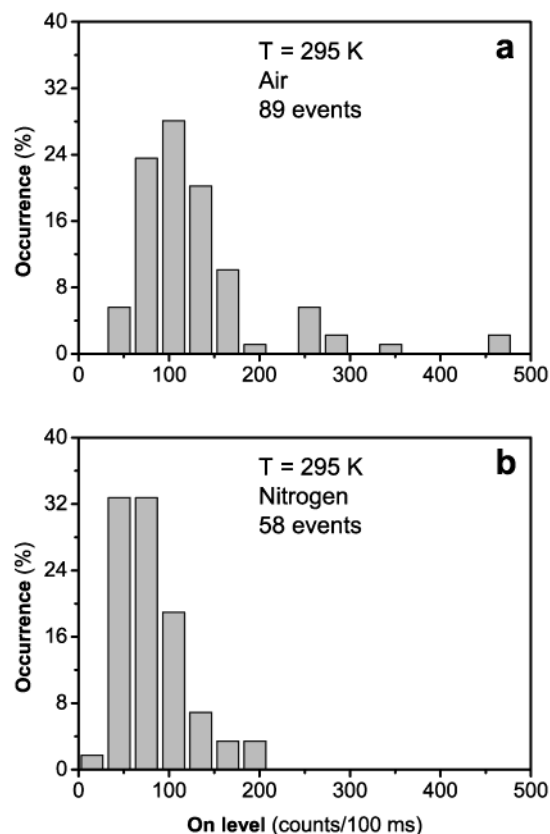 a
T = 295 K
Air
89 events
Occurrence (%)
40
32
24
16
8
0
0 100 200 300 400 500
b
T = 295 K
Nitrogen
58 events
Occurrence (%)
40
32
24
16
8
0
0 100 200 300 400 500
On level (counts/100 ms)